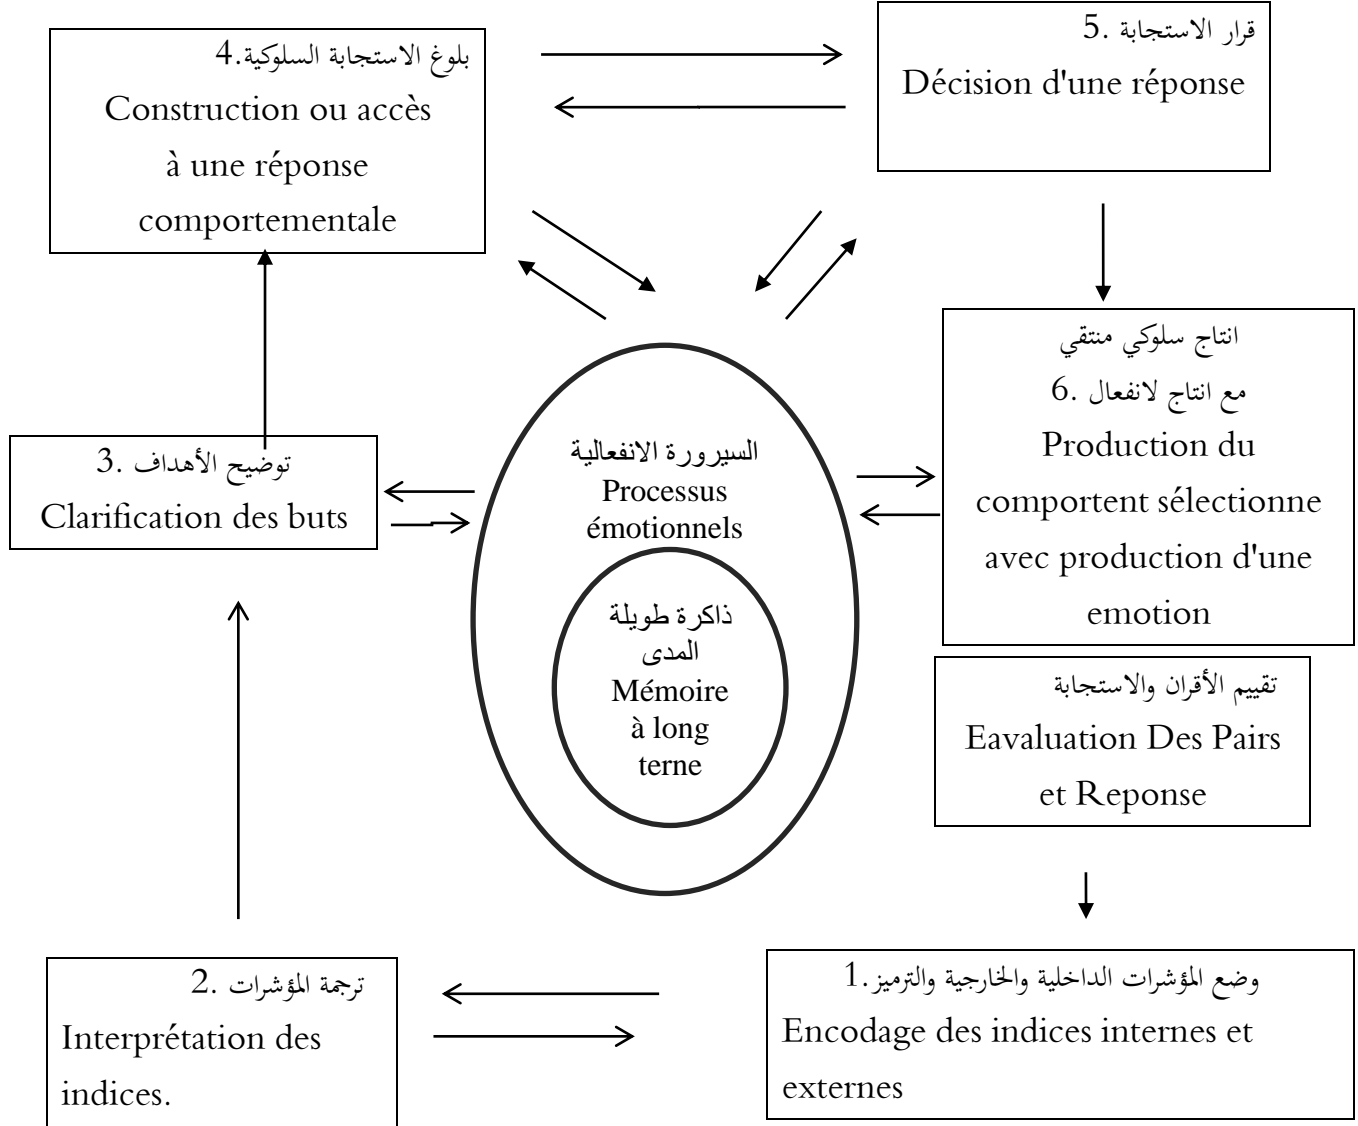 4.بلوغ الاستجابة السلوكية
Construction ou accès
à une réponse
comportementale
5. قرار الاستجابة
Décision d'une réponse
انتاج سلوكي منتقي
6. مع انتاج لانفعال
Production du
comportent sélectionne
avec production d'une
emotion
3. توضيح الأهداف
Clarification des buts
السيرورة الانفعالية
Processus
émotionnels
ذاكرة طويلة
المدى
Mémoire
à long
terne
تقييم الأقران والاستجابة
Eavaluation Des Pairs
et Reponse
2. ترجمة المؤشرات
Interprétation des
indices.
1.وضع المؤشرات الداخلية والخارجية والترميز
Encodage des indices internes et
externes